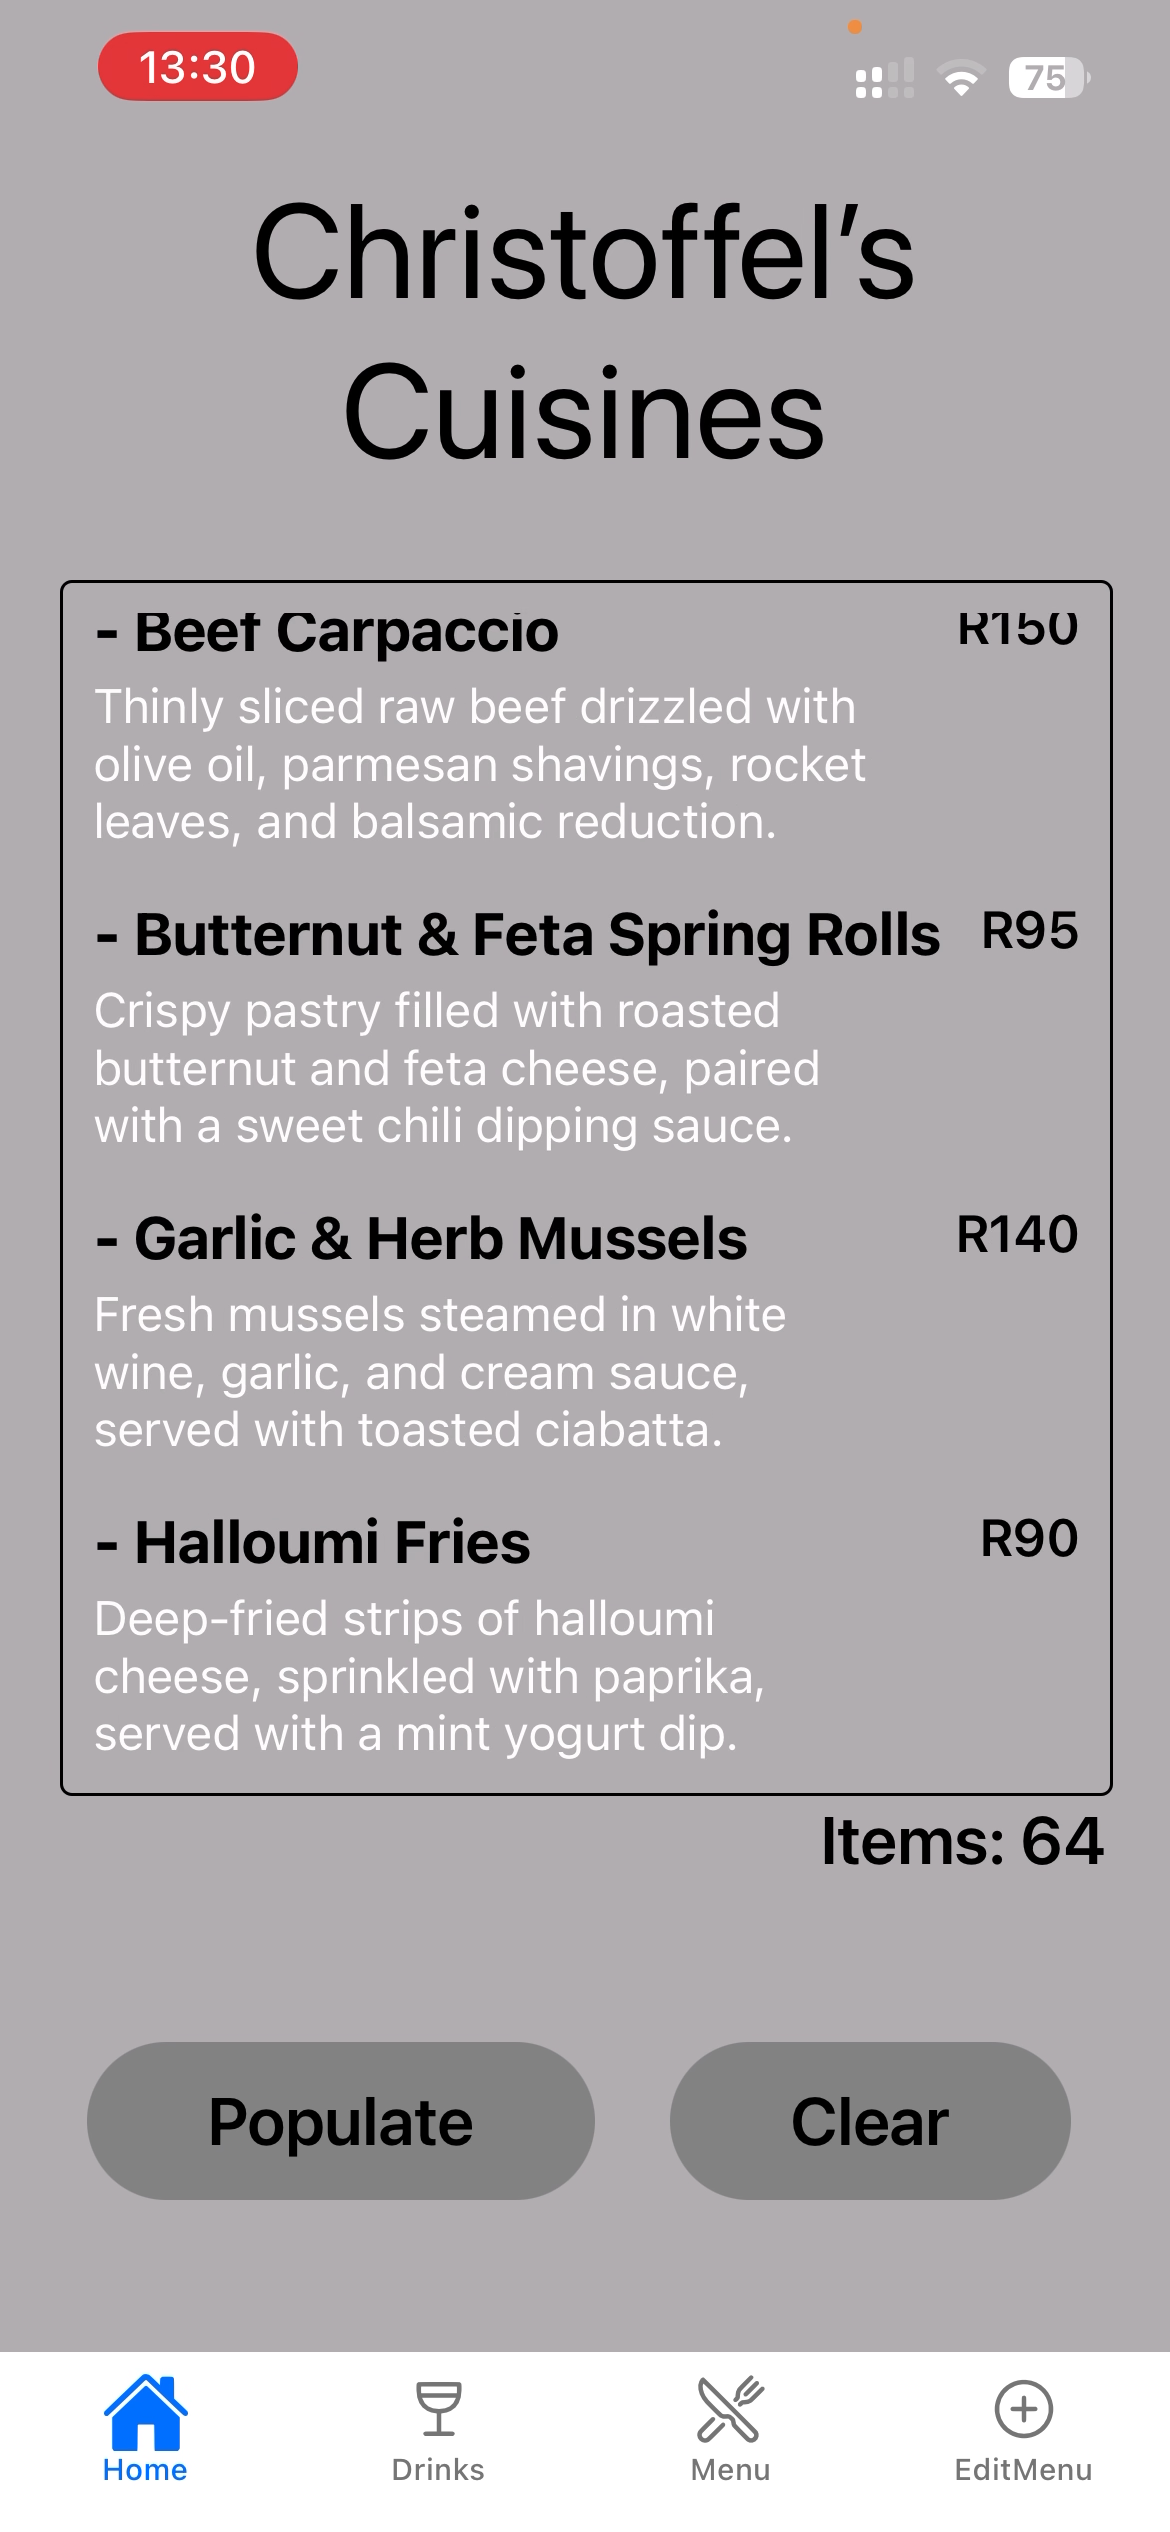 13:30
75
Christoffel’s
Cuisines
- Beef Carpaccio R150
Thinly sliced raw beef drizzled with
olive oil, parmesan shavings, rocket
leaves, and balsamic reduction.
- Butternut & Feta Spring Rolls R95
Crispy pastry filled with roasted
butternut and feta cheese, paired
with a sweet chili dipping sauce.
- Garlic & Herb Mussels R140
Fresh mussels steamed in white
wine, garlic, and cream sauce,
served with toasted ciabatta.
- Halloumi Fries R90
Deep-fried strips of halloumi
cheese, sprinkled with paprika,
served with a mint yogurt dip.
Items: 64
Populate Clear
Home Drinks Menu EditMenu